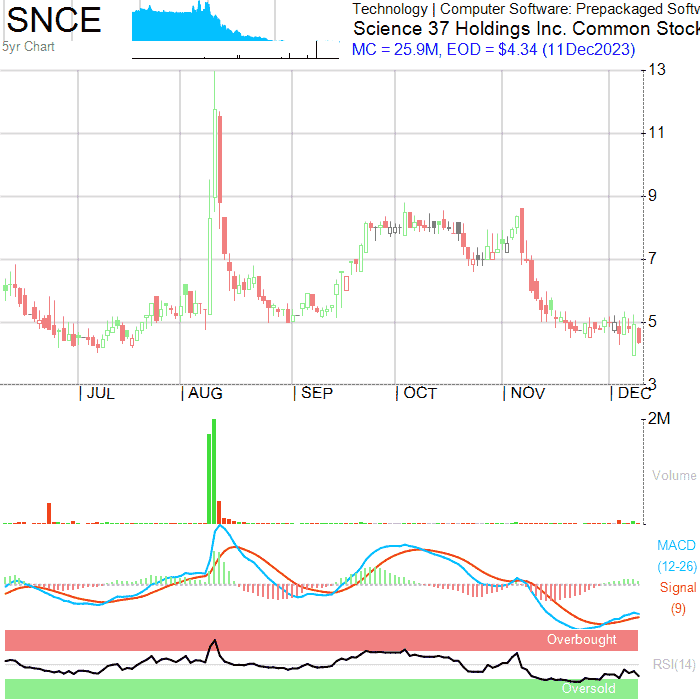 SNCE
5yr Chart
Technology | Computer Software: Prepackaged Softw
Science 37 Holdings Inc. Common Stock
MC = 25.9M, EOD = $4.34 (11Dec2023)
13
11
9
7
5
3
JUL AUG SEP OCT NOV DEC
2M
Volume
MACD
(12-26)
Signal
(9)
Overbought
RSI(14)
Oversold